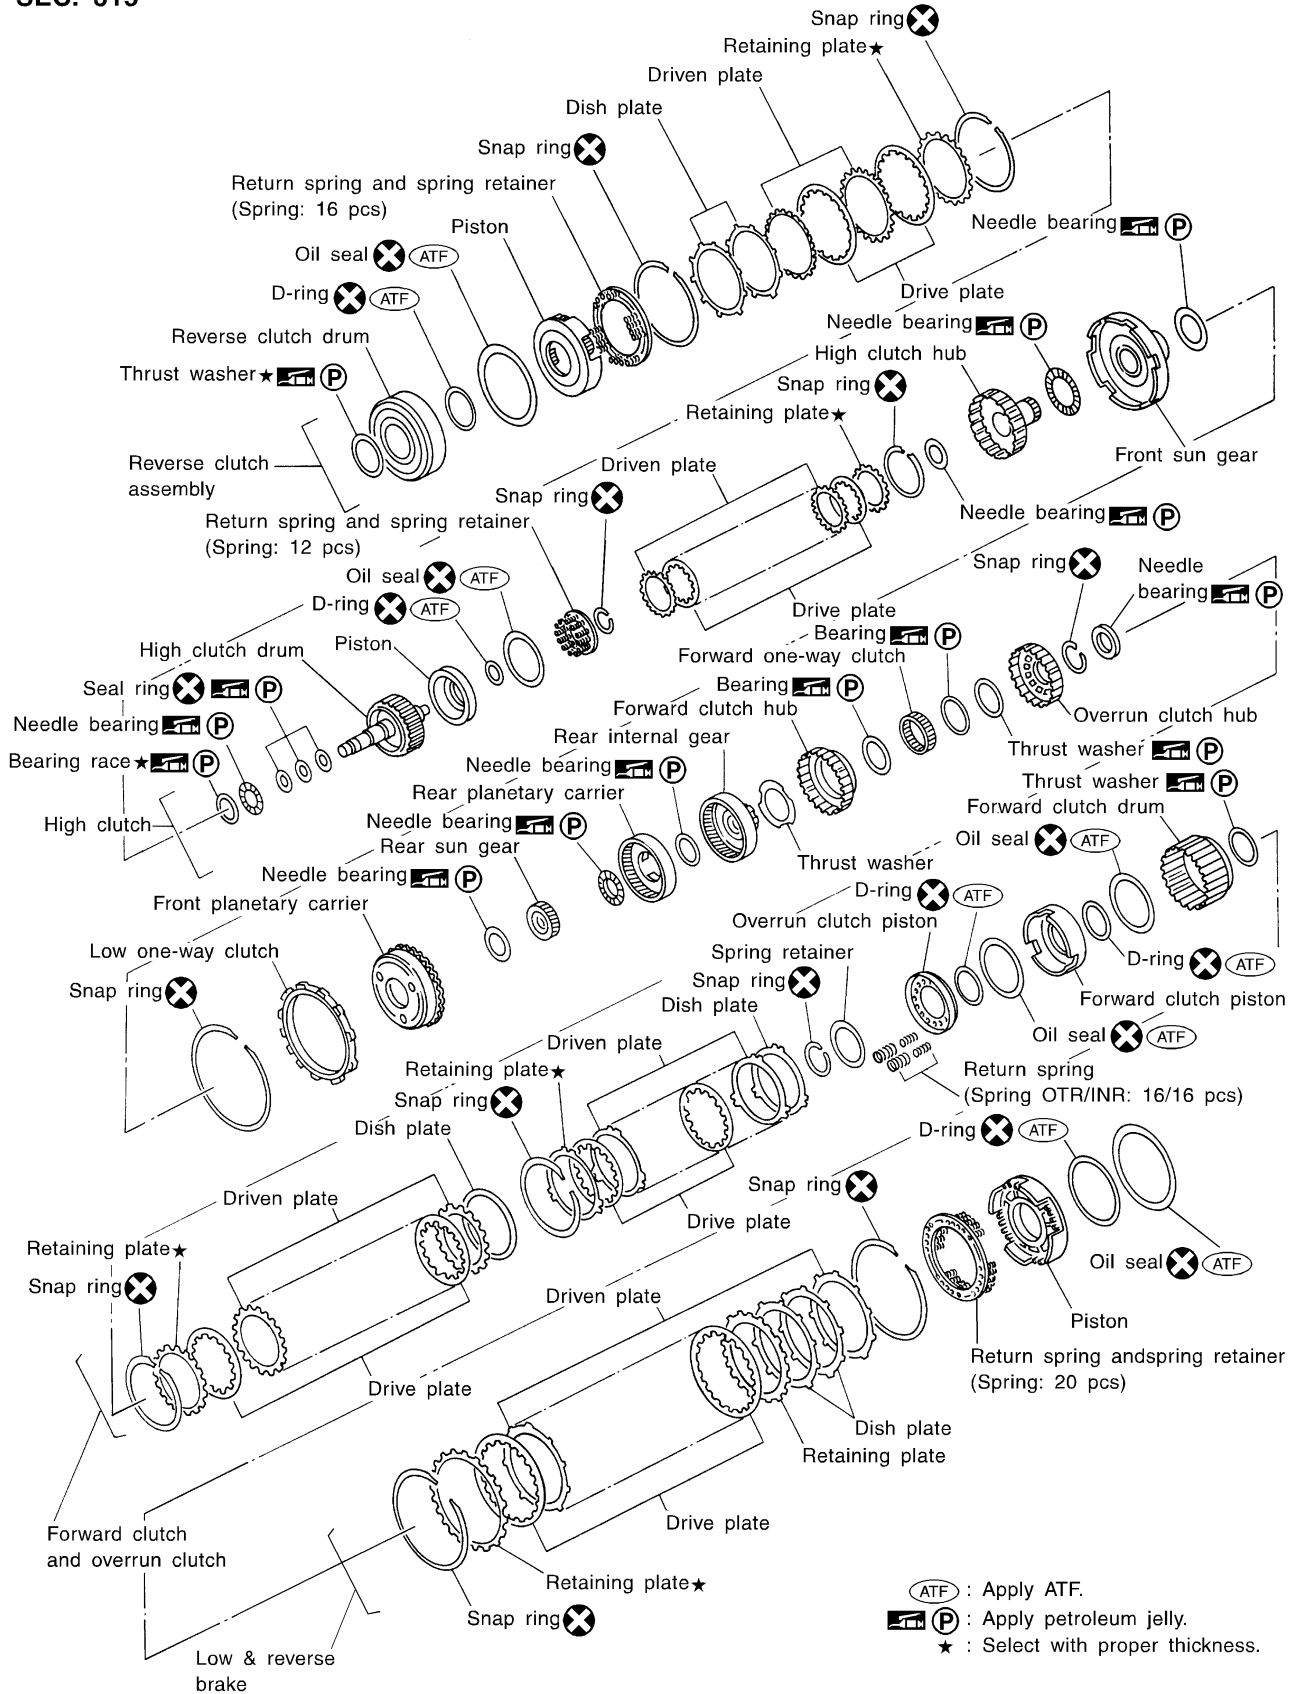 SEC. 315
Snap ring
Retaining plate★
Driven plate
Dish plate
Snap ring
Return spring and spring retainer
(Spring: 16 pcs)
Piston
Oil seal ATF
D-ring ATF
Reverse clutch drum
Thrust washer★ P
Reverse clutch
assembly
Needle bearing P
Drive plate
Needle bearing P
High clutch hub
Snap ring
Retaining plate★
Front sun gear
Driven plate
Snap ring
Return spring and spring retainer
(Spring: 12 pcs)
Needle bearing P
Snap ring
Needle
bearing P
Oil seal ATF
D-ring ATF
Drive plate
Bearing P
Piston
High clutch drum
Forward one-way clutch
Seal ring P
Bearing P
Needle bearing P
Forward clutch hub
Overrun clutch hub
Bearing race★ P
Rear internal gear
Thrust washer P
High clutch
Needle bearing P
Thrust washer P
Rear planetary carrier
Forward clutch drum
Needle bearing P
Rear sun gear
Oil seal ATF
Thrust washer
Needle bearing P
D-ring ATF
Front planetary carrier
Overrun clutch piston
Low one-way clutch
Spring retainer
D-ring ATF
Snap ring
Snap ring
Dish plate
Forward clutch piston
Oil seal ATF
Driven plate
Retaining plate★
Return spring
(Spring OTR/INR: 16/16 pcs)
Snap ring
Dish plate
D-ring ATF
Driven plate
Snap ring
Drive plate
Retaining plate★
Snap ring
Oil seal ATF
Driven plate
Piston
Return spring andspring retainer
(Spring: 20 pcs)
Drive plate
Dish plate
Retaining plate
Drive plate
Forward clutch
and overrun clutch
Retaining plate★
Snap ring
Low & reverse
brake
ATF : Apply ATF.
P : Apply petroleum jelly.
★ : Select with proper thickness.